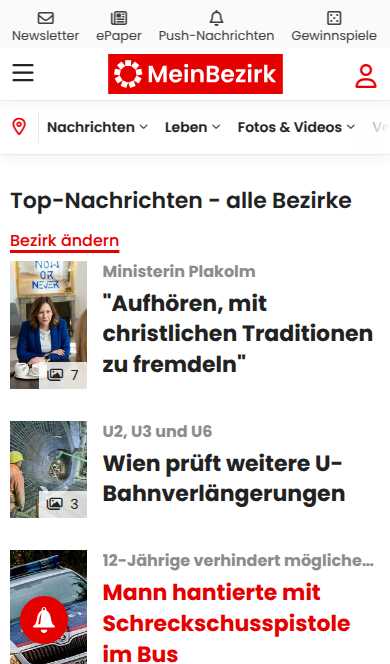 Newsletter ePaper Push-Nachrichten Gewinnspiele
MeinBezirk
Nachrichten Leben Fotos & Videos Ve
Top-Nachrichten - alle Bezirke
Bezirk ändern
NOW
OR
NEVER
7
Ministerin Plakolm
"Aufhören, mit
christlichen Traditionen
zu fremdeln"
3
U2, U3 und U6
Wien prüft weitere U-
Bahnverlängerungen
12-Jährige verhindert mögliche...
Mann hantierte mit
Schreckschusspistole
im Bus